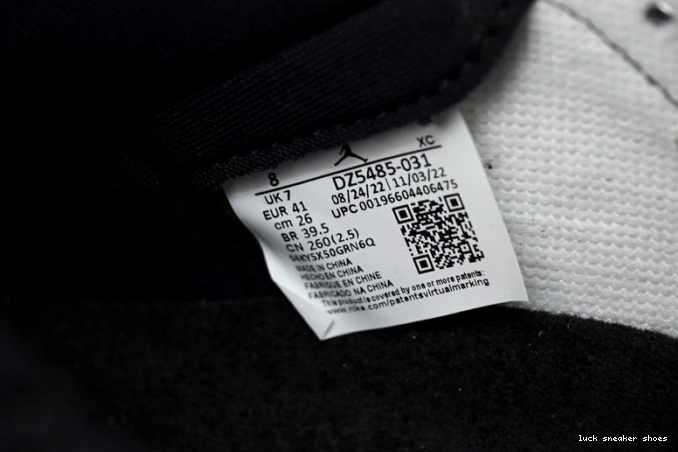 8 XC
UK 7 DZ5485-031
EUR 41 08/24/22 | 11/03/22
cm 26 UPC 00196604406475
BR 39.5
CN 260(2.5)
MADE IN CHINA
HECHO EN CHINA
FABRIQUE EN CHINE
FABRICADO NA CHINA
This product is covered by one or more patents:
www.nike.com/patentsvirtualmarking
luck sneaker shoes